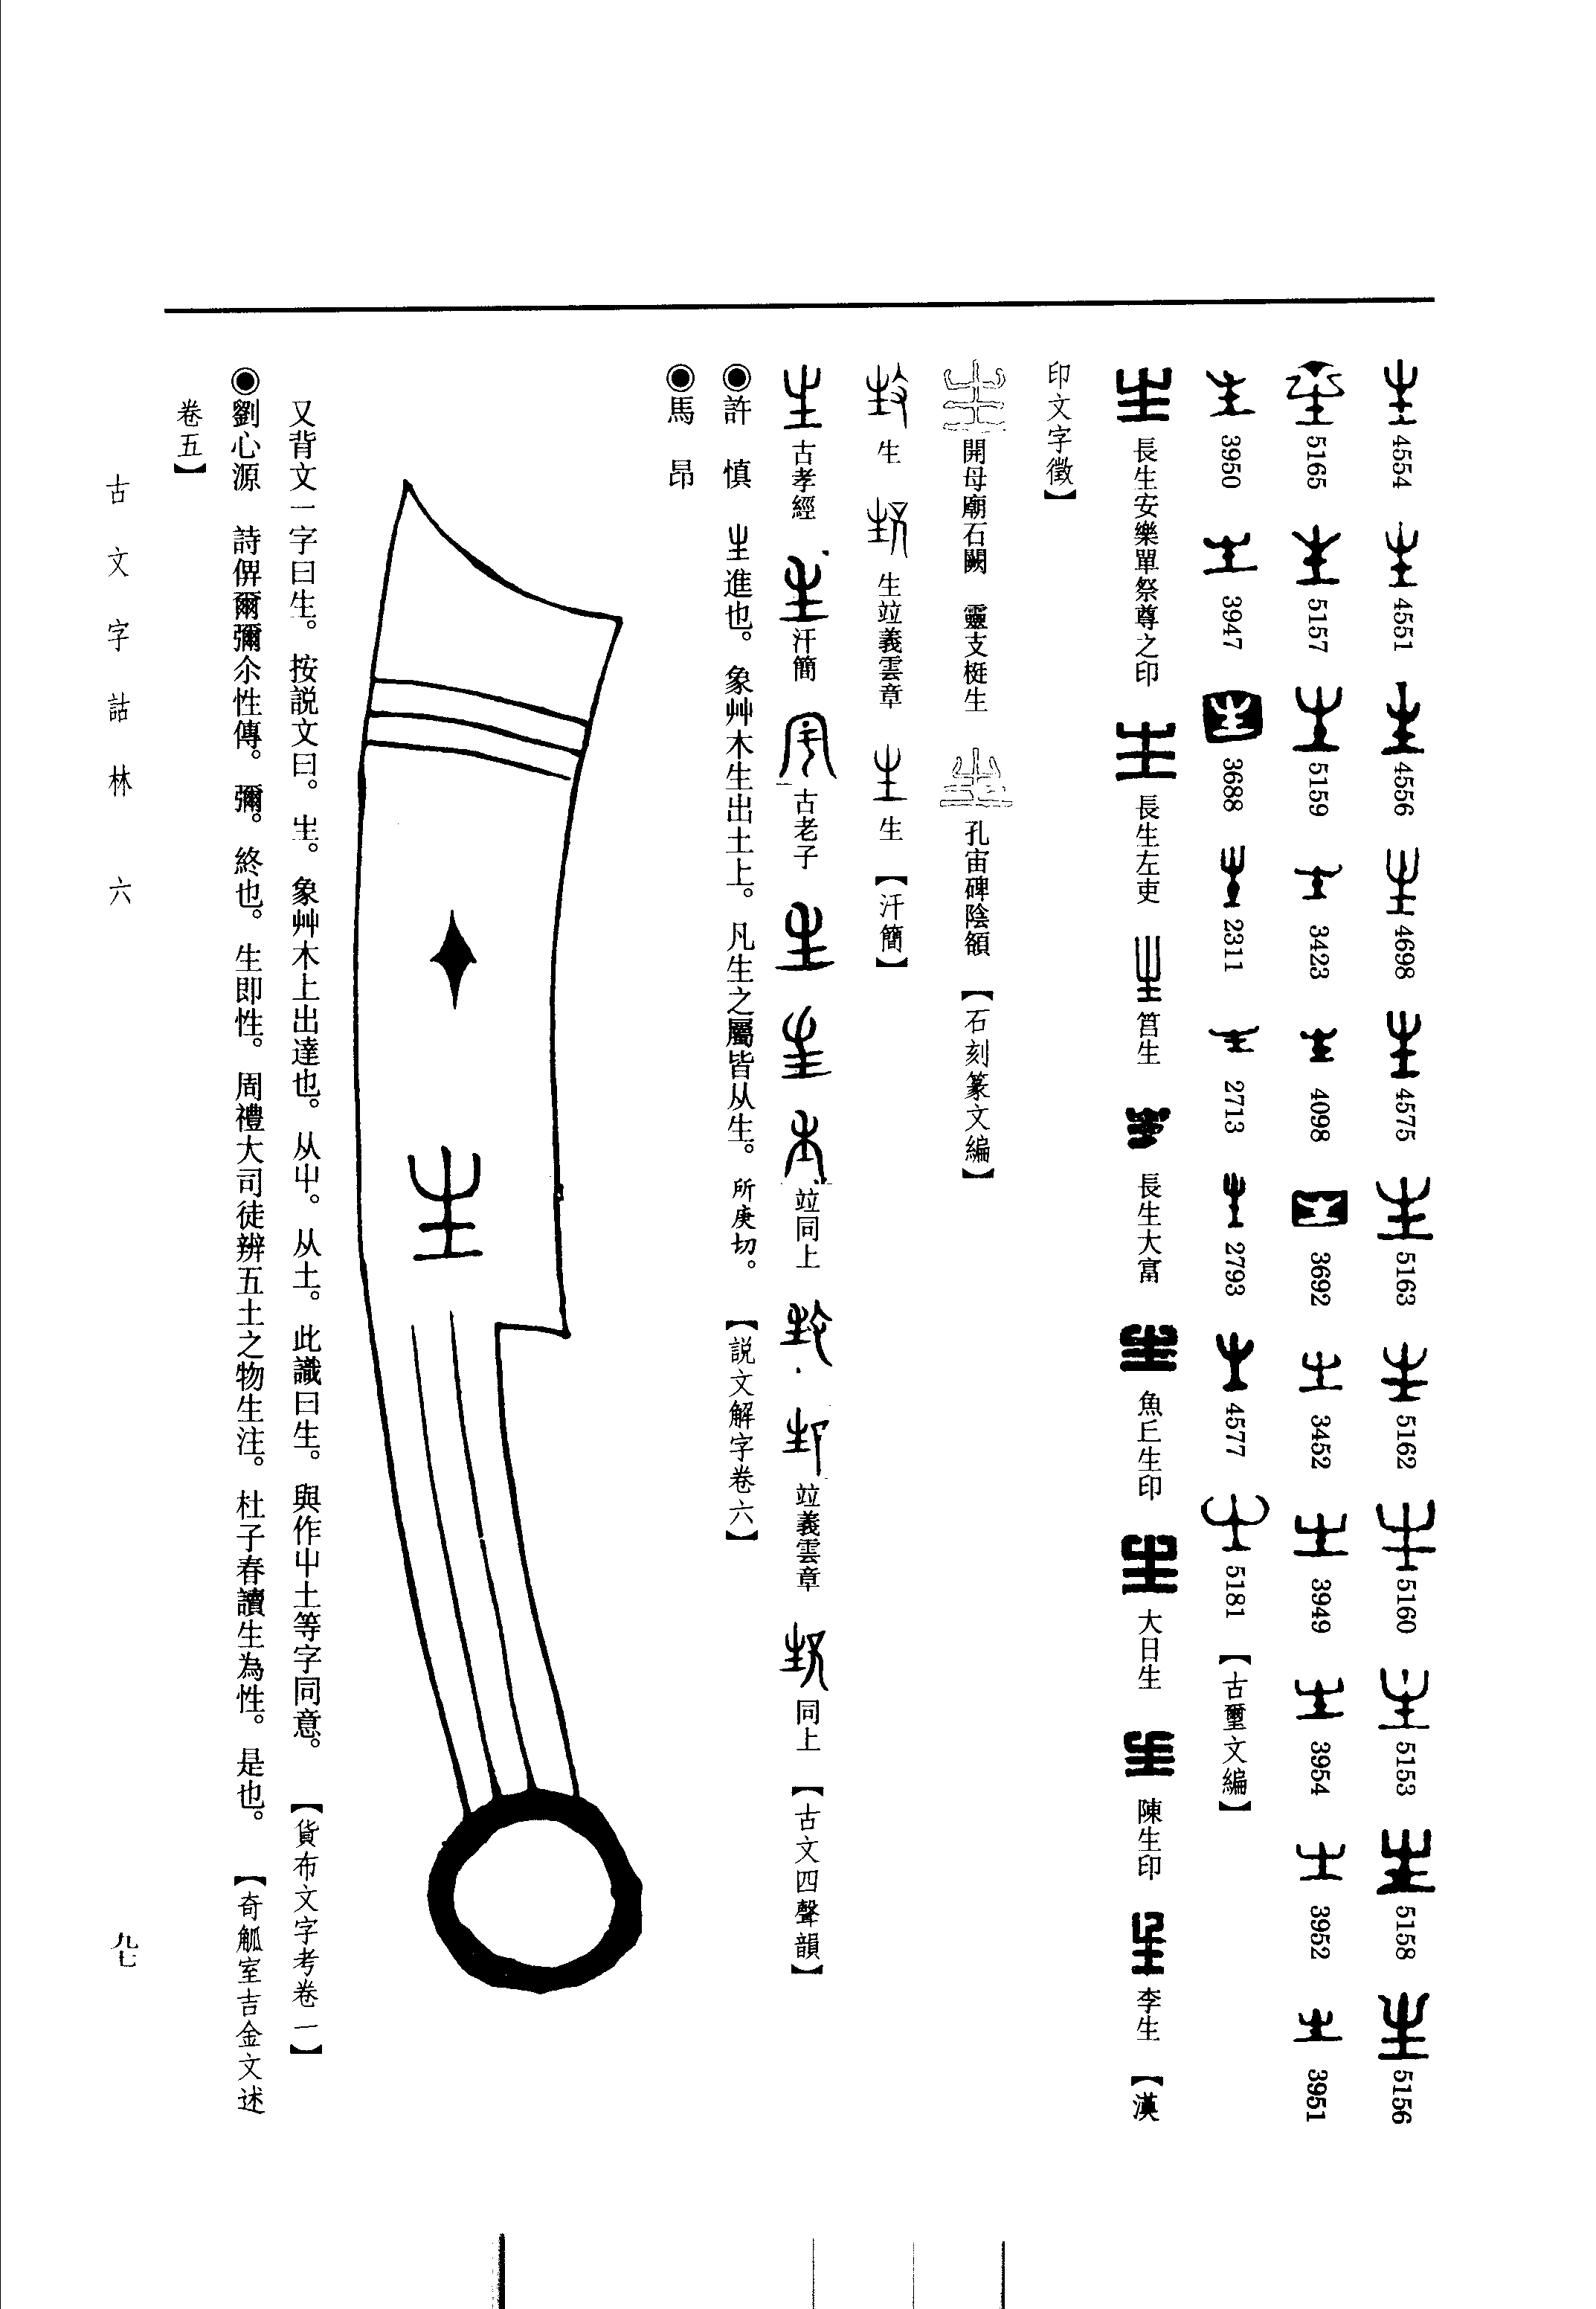 4554 4551 4556 4698 4575 5163 5162 5160 5153 5158 5156
5165 5157 5159 3423 4098 3692 3452 3949 3954 3952 3951
3950 3947 3688 2311 2713 2793 4577 5181 【古璽文編】
長生安樂單祭尊之印 長生左吏 筥生 長生大富 魚丘生印 大日生 陳生印 李生 【漢
印文字徵】
開母廟石闕 靈支梃生 孔宙碑陰額 【石刻篆文編】
生 生竝義雲章 生 【汗簡】
古孝經 汗簡 古老子 竝同上 竝義雲章 同上 【古文四聲韻】
◉許 慎 進也。象艸木生出土上。凡生之屬皆从生。所庚切。 【説文解字卷六】
◉馬 昂
生
又背文一字曰生。按説文曰。生。象艸木上出達也。从屮。从土。此識曰生。與作屮土等字同意。 【貨布文字考卷一】
◉劉心源 詩俾爾彌尒性傳。彌。終也。生即性。周禮大司徒辨五土之物生注。杜子春讀生為性。是也。 【奇觚室吉金文述
卷五】
古文字詁林 六
九七